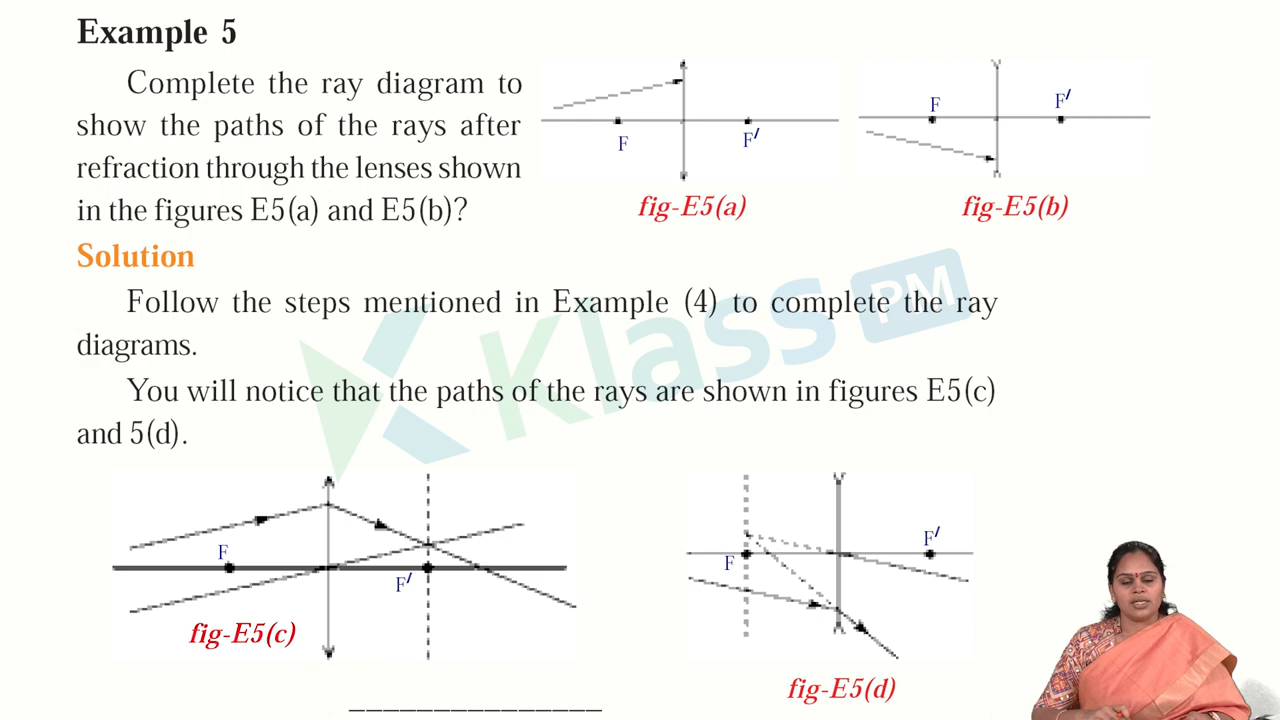 Example 5
Complete the ray diagram to
show the paths of the rays after
refraction through the lenses shown
in the figures E5(a) and E5(b)?
F
F′
fig-E5(a)
F
F′
fig-E5(b)
Solution
Follow the steps mentioned in Example (4) to complete the ray
diagrams.
You will notice that the paths of the rays are shown in figures E5(c)
and 5(d).
F
F′
fig-E5(c)
F
F′
fig-E5(d)
Klass PM